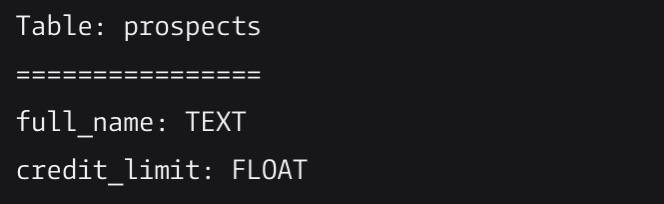 Table: prospects
================
full_name: TEXT
credit_limit: FLOAT